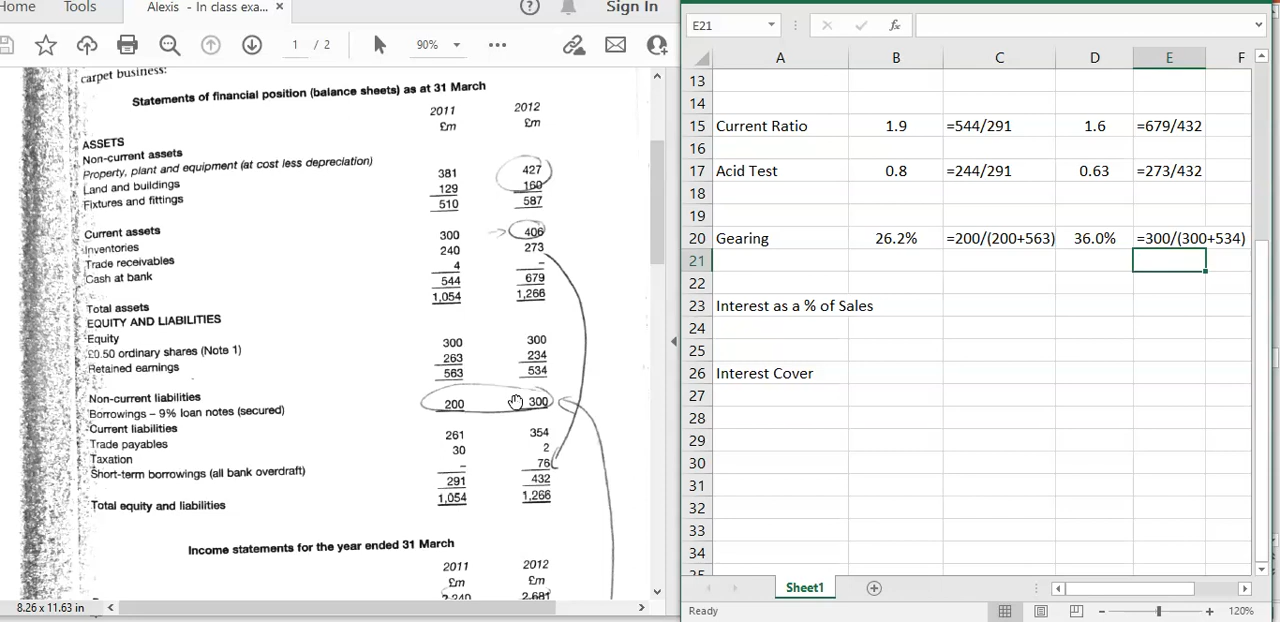 Home Tools Alexis - In class exa... × Sign In
1 / 2 90%
carpet business:
Statements of financial position (balance sheets) as at 31 March
2011 2012
£m £m
ASSETS
Non-current assets
Property, plant and equipment (at cost less depreciation)
Land and buildings 381 427
Fixtures and fittings 129 160
510 587
Current assets
Inventories 300 406
Trade receivables 240 273
Cash at bank 4 –
544 679
Total assets 1,054 1,266
EQUITY AND LIABILITIES
Equity
£0.50 ordinary shares (Note 1) 300 300
Retained earnings 263 234
563 534
Non-current liabilities
Borrowings – 9% loan notes (secured) 200 300
Current liabilities
Trade payables 261 354
Taxation 30 2
Short-term borrowings (all bank overdraft) – 76
291 432
Total equity and liabilities 1,054 1,266
Income statements for the year ended 31 March
2011 2012
£m £m
2,240 2,681
8.26 x 11.63 in
E21 fx
A B C D E F
13
14
15 Current Ratio 1.9 =544/291 1.6 =679/432
16
17 Acid Test 0.8 =244/291 0.63 =273/432
18
19
20 Gearing 26.2% =200/(200+563) 36.0% =300/(300+534)
21
22
23 Interest as a % of Sales
24
25
26 Interest Cover
27
28
29
30
31
32
33
34
35
Sheet1
Ready 120%